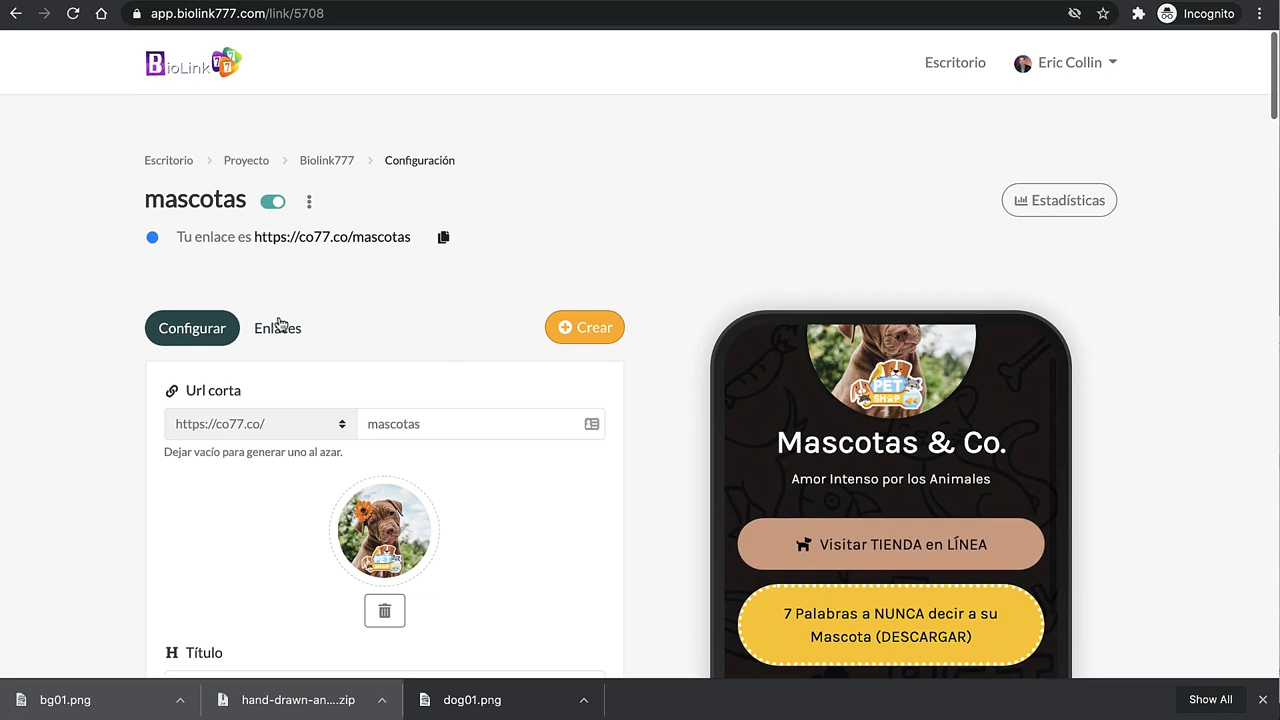 app.biolink777.com/link/5708
Incognito
BioLink777
Escritorio
Eric Collin
Escritorio > Proyecto > Biolink777 > Configuración
mascotas
Estadísticas
Tu enlace es https://co77.co/mascotas
Configurar
Enlaces
Crear
Url corta
https://co77.co/
mascotas
Dejar vacío para generar uno al azar.
H Título
PET
SHOP
Mascotas & Co.
Amor Intenso por los Animales
Visitar TIENDA en LÍNEA
7 Palabras a NUNCA decir a su
Mascota (DESCARGAR)
bg01.png
hand-drawn-an....zip
dog01.png
Show All